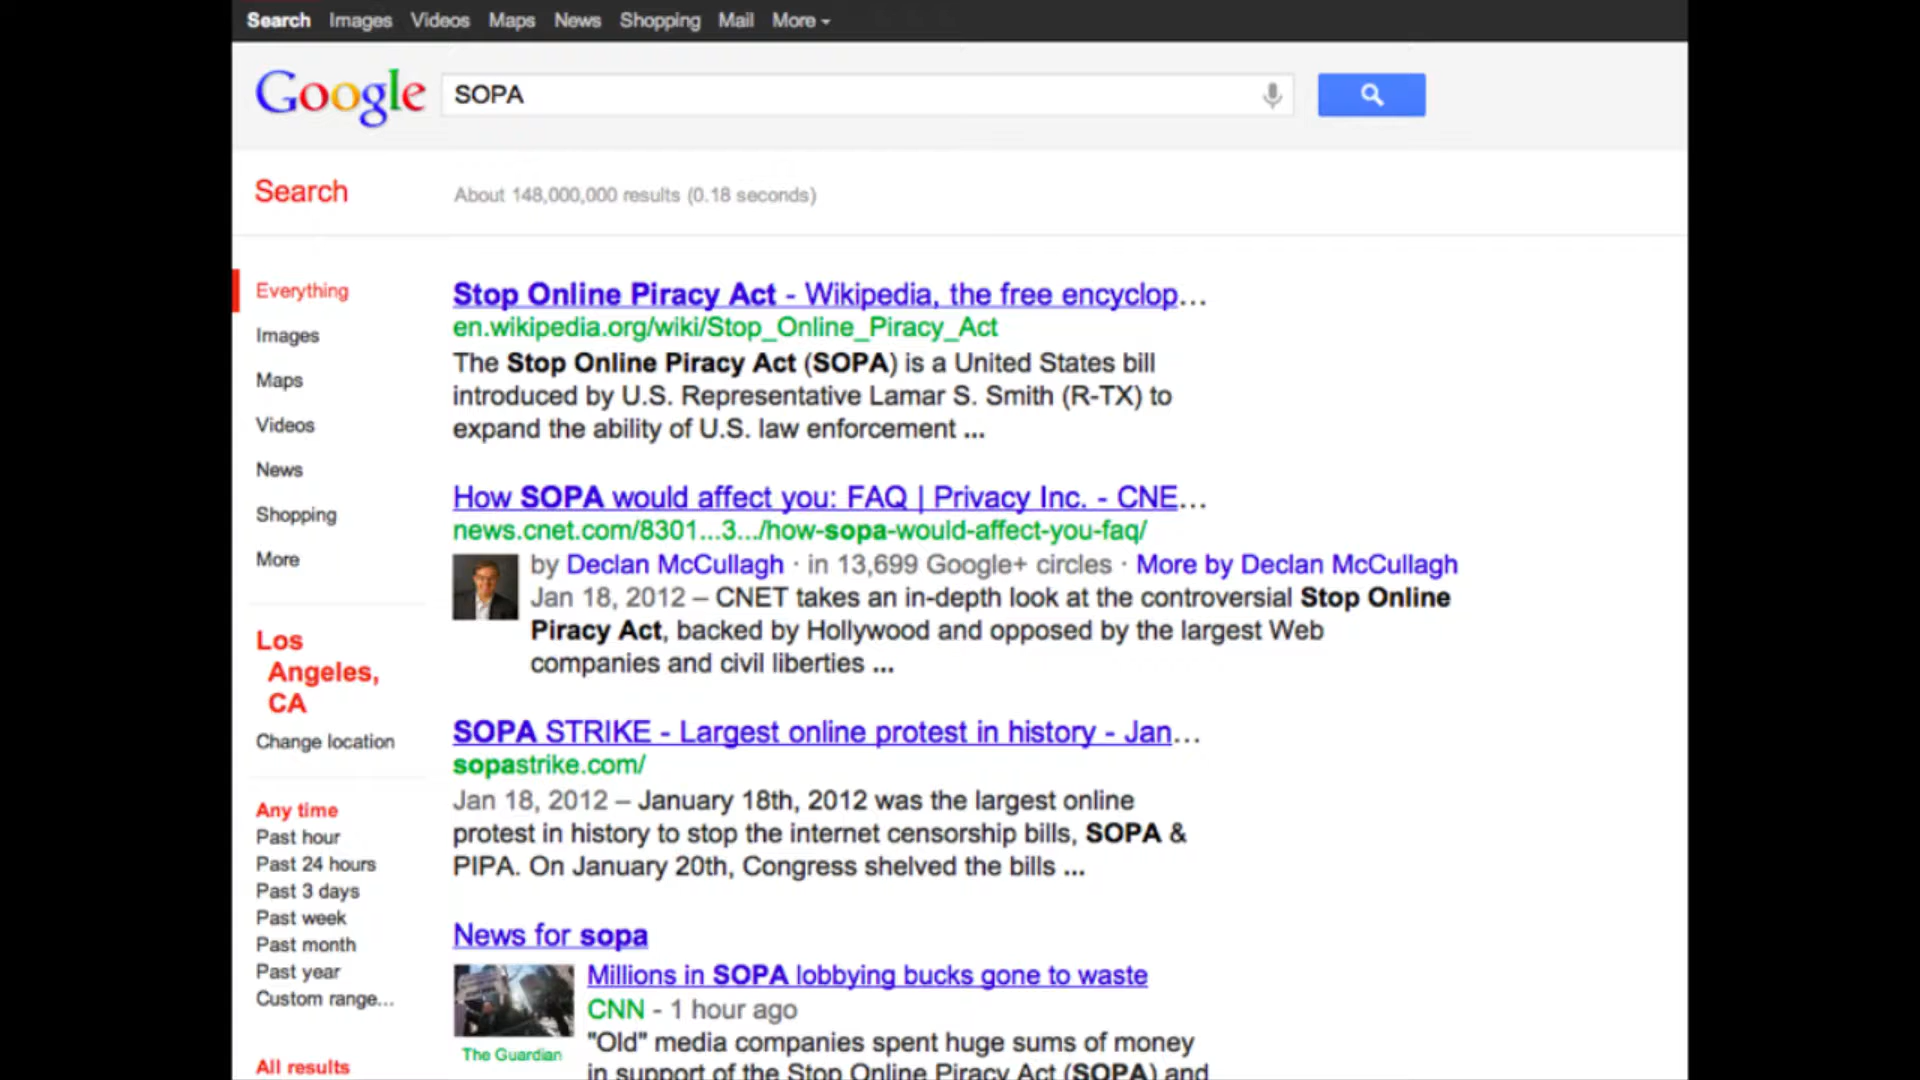 Search Images Videos Maps News Shopping Mail More
Google
SOPA
Search
About 148,000,000 results (0.18 seconds)
Everything
Images
Maps
Videos
News
Shopping
More
Los
Angeles,
CA
Change location
Any time
Past hour
Past 24 hours
Past 3 days
Past week
Past month
Past year
Custom range...
All results
Stop Online Piracy Act - Wikipedia, the free encyclop...
en.wikipedia.org/wiki/Stop_Online_Piracy_Act
The Stop Online Piracy Act (SOPA) is a United States bill
introduced by U.S. Representative Lamar S. Smith (R-TX) to
expand the ability of U.S. law enforcement ...
How SOPA would affect you: FAQ | Privacy Inc. - CNE...
news.cnet.com/8301...3.../how-sopa-would-affect-you-faq/
by Declan McCullagh · in 13,699 Google+ circles · More by Declan McCullagh
Jan 18, 2012 – CNET takes an in-depth look at the controversial Stop Online
Piracy Act, backed by Hollywood and opposed by the largest Web
companies and civil liberties ...
SOPA STRIKE - Largest online protest in history - Jan...
sopastrike.com/
Jan 18, 2012 – January 18th, 2012 was the largest online
protest in history to stop the internet censorship bills, SOPA &
PIPA. On January 20th, Congress shelved the bills ...
News for sopa
Millions in SOPA lobbying bucks gone to waste
CNN - 1 hour ago
The Guardian
"Old" media companies spent huge sums of money
in support of the Stop Online Piracy Act (SOPA) and